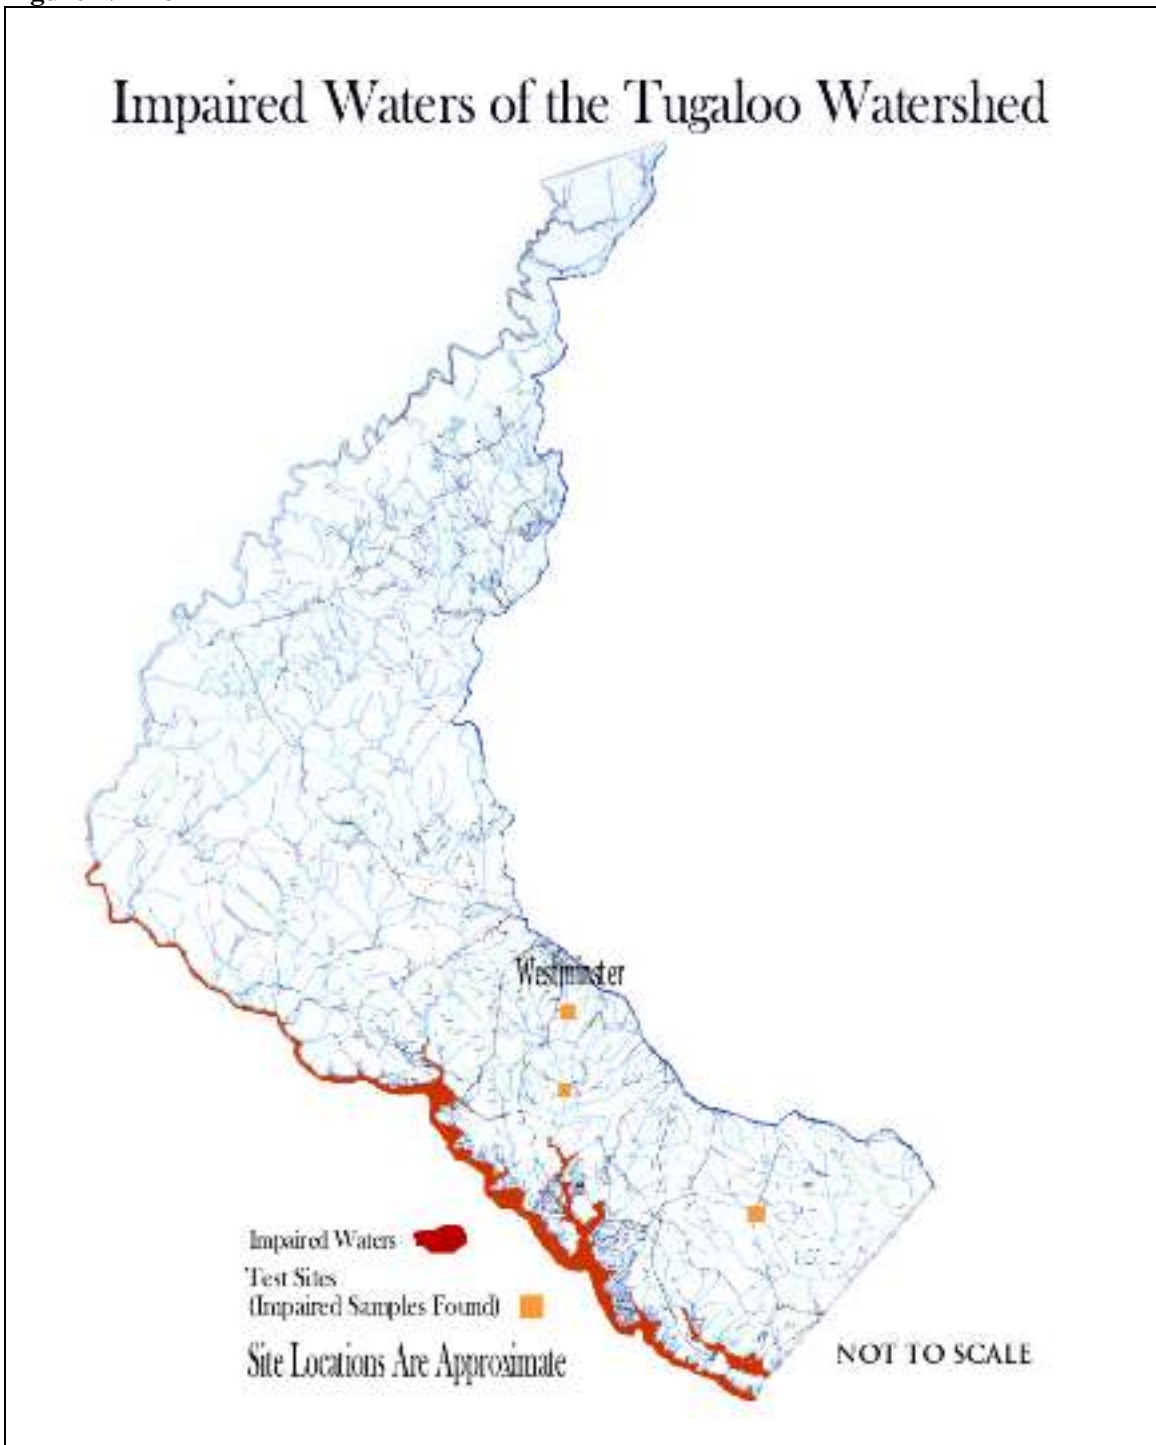 Impaired Waters of the Tugaloo Watershed
Westminster
Impaired Waters
Test Sites
(Impaired Samples Found)
Site Locations Are Approximate
NOT TO SCALE